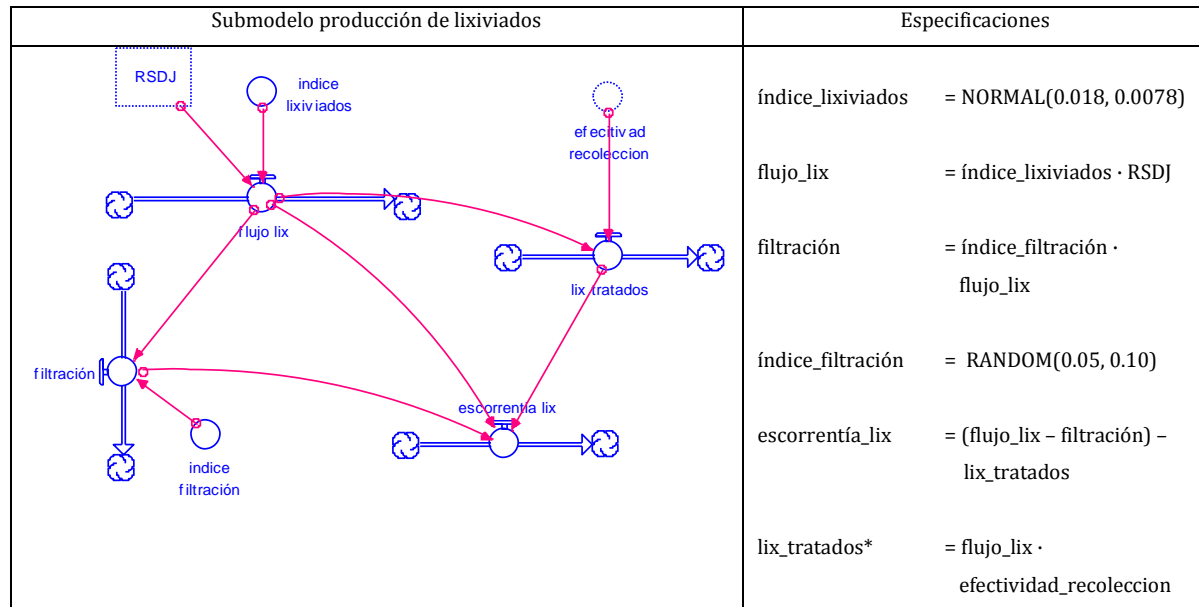 Submodelo producción de lixiviados
Especificaciones
RSDJ
indice
lixiviados
efecitivad
recoleccion
flujo lix
lix tratados
filtración
escorrentía lix
indice
filtración
índice_lixiviados = NORMAL(0.018, 0.0078)
flujo_lix = índice_lixiviados · RSDJ
filtración = índice_filtración ·
flujo_lix
índice_filtración = RANDOM(0.05, 0.10)
escorrentía_lix = (flujo_lix – filtración) –
lix_tratados
lix_tratados* = flujo_lix ·
efectividad_recoleccion